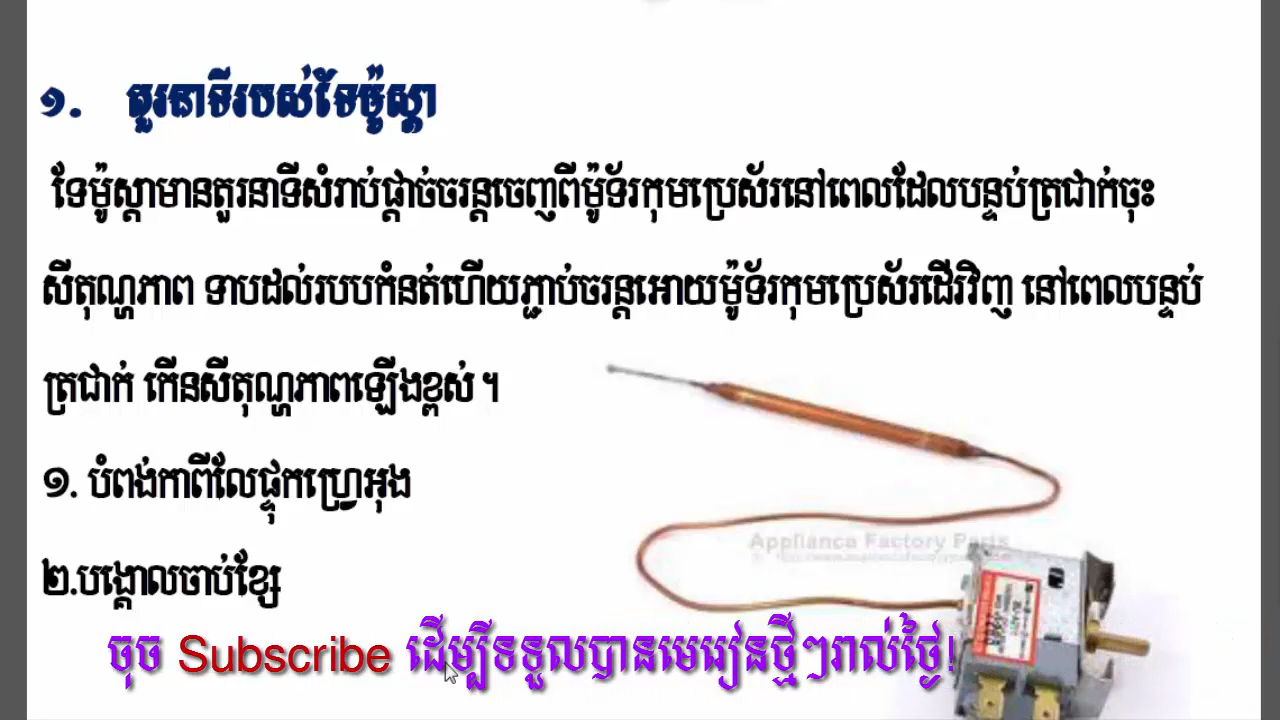 ១. តួរនាទីរបស់ទែម៉ូស្តា
ទែម៉ូស្តាមានតួរនាទីសំរាប់ផ្តាច់ចរន្តចេញពីម៉ូទ័រកុមប្រេស័រនៅពេលដែលបន្ទប់ត្រជាក់ចុះ
សីតុណ្ហភាព ទាបដល់របបកំនត់ហើយភ្ជាប់ចរន្តអោយម៉ូទ័រកុមប្រេស័រដើរវិញ នៅពេលបន្ទប់
ត្រជាក់ កើនសីតុណ្ហភាពឡើងខ្ពស់។
១. បំពង់កាពីលែផ្ទុកហ្វ្រេអុង
២.បង្គោលចាប់ខ្សែ
Appliance Factory Parts
ចុច Subscribe ដើម្បីទទួលបានមេរៀនថ្មីៗរាល់ថ្ងៃ!